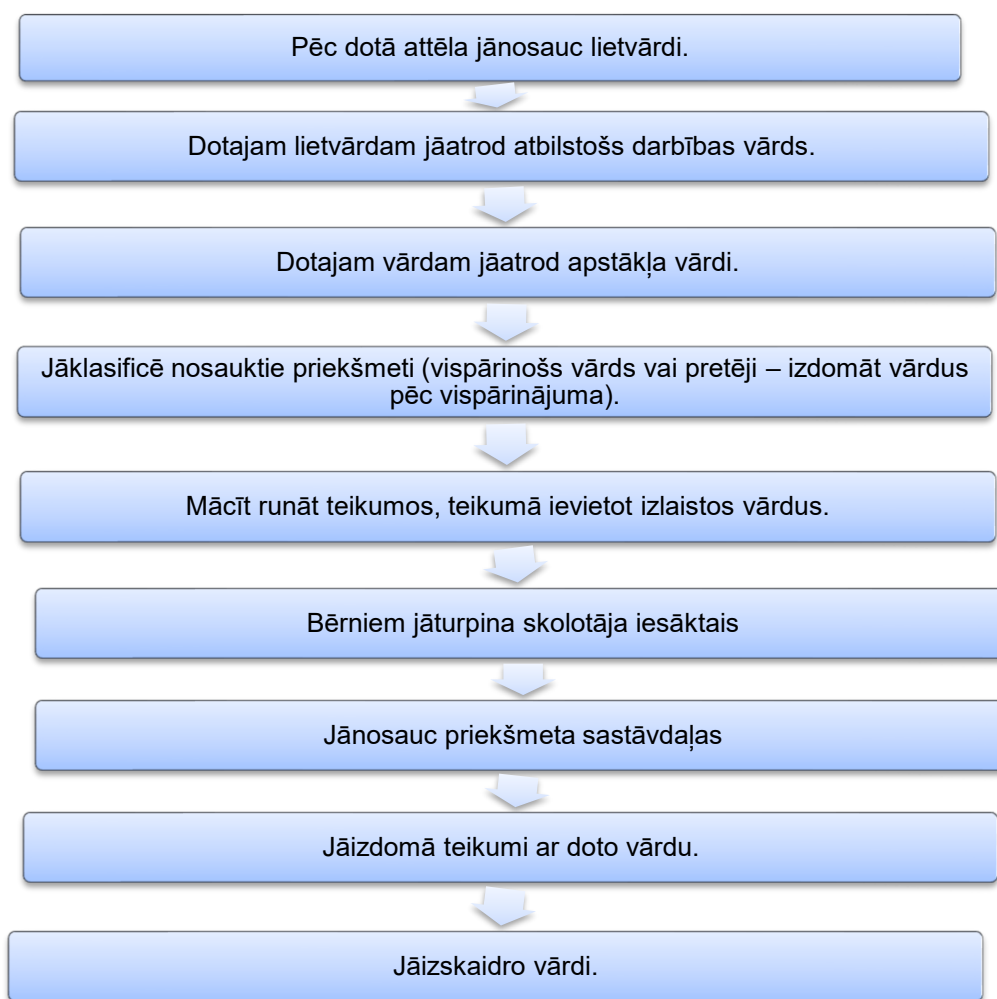 Pēc dotā attēla jānosauc lietvārdi.
Dotajam lietvārdam jāatrod atbilstošs darbības vārds.
Dotajam vārdam jāatrod apstākļa vārdi.
Jāklasificē nosauktie priekšmeti (vispārinošs vārds vai pretēji – izdomāt vārdus
pēc vispārinājuma).
Mācīt runāt teikumos, teikumā ievietot izlaistos vārdus.
Bērniem jāturpina skolotāja iesāktais
Jānosauc priekšmeta sastāvdaļas
Jāizdomā teikumi ar doto vārdu.
Jāizskaidro vārdi.